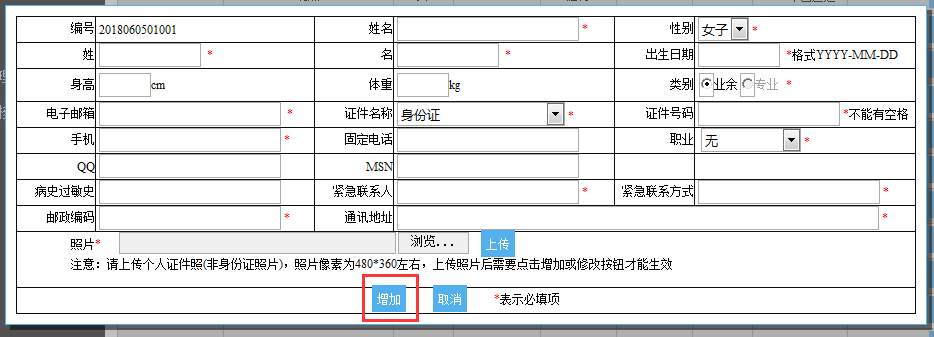 编号 2018060501001 姓名 * 性别 女子 *
姓 * 名 * 出生日期 *格式YYYY-MM-DD
身高 cm 体重 kg 类别 业余 专业 *
电子邮箱 * 证件名称 身份证 * 证件号码 *不能有空格
手机 * 固定电话 职业 无 *
QQ MSN
病史过敏史 紧急联系人 * 紧急联系方式 *
邮政编码 * 通讯地址 *
照片* 浏览... 上传
注意：请上传个人证件照(非身份证照片)，照片像素为480*360左右，上传照片后需要点击增加或修改按钮才能生效
增加 取消 *表示必填项